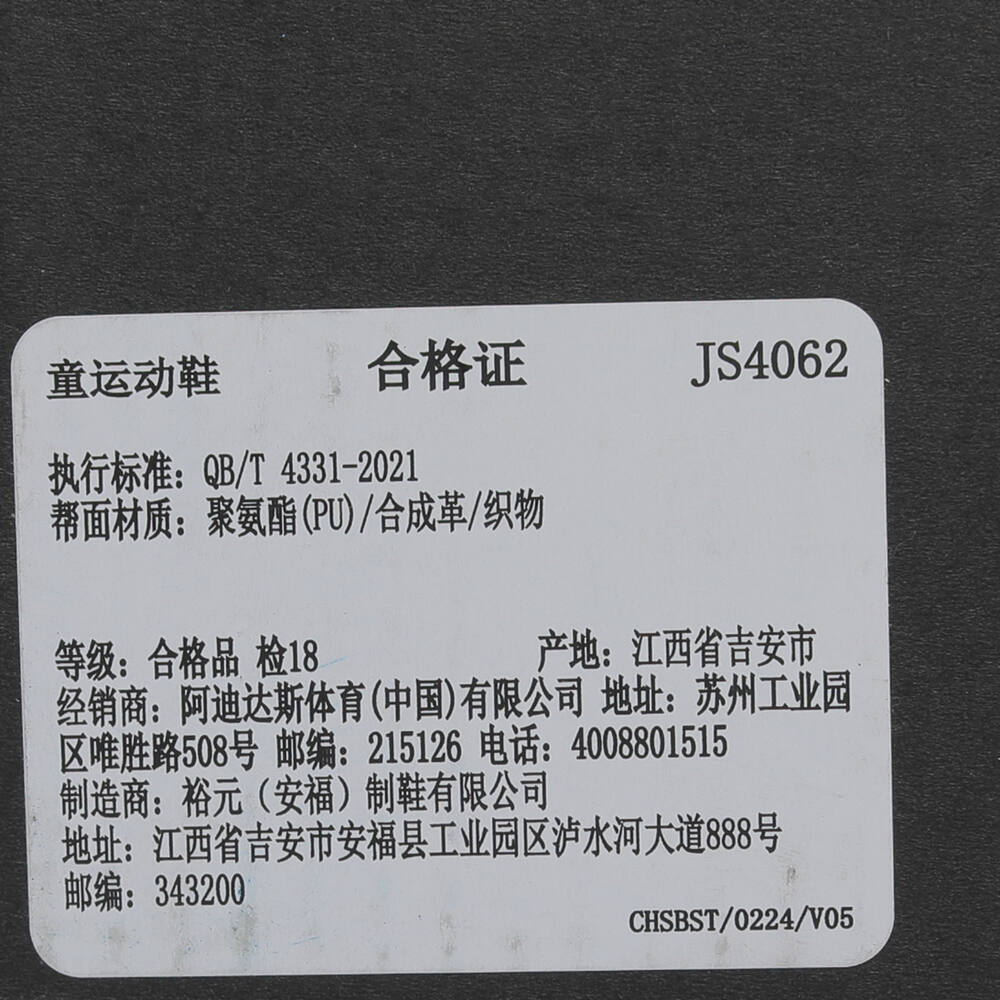 童运动鞋 合格证 JS4062
执行标准：QB/T 4331-2021
帮面材质：聚氨酯(PU)/合成革/织物
等级：合格品 检18 产地：江西省吉安市
经销商：阿迪达斯体育(中国)有限公司 地址：苏州工业园
区唯胜路508号 邮编：215126 电话：4008801515
制造商：裕元（安福）制鞋有限公司
地址：江西省吉安市安福县工业园区泸水河大道888号
邮编：343200
CHSBST/0224/V05